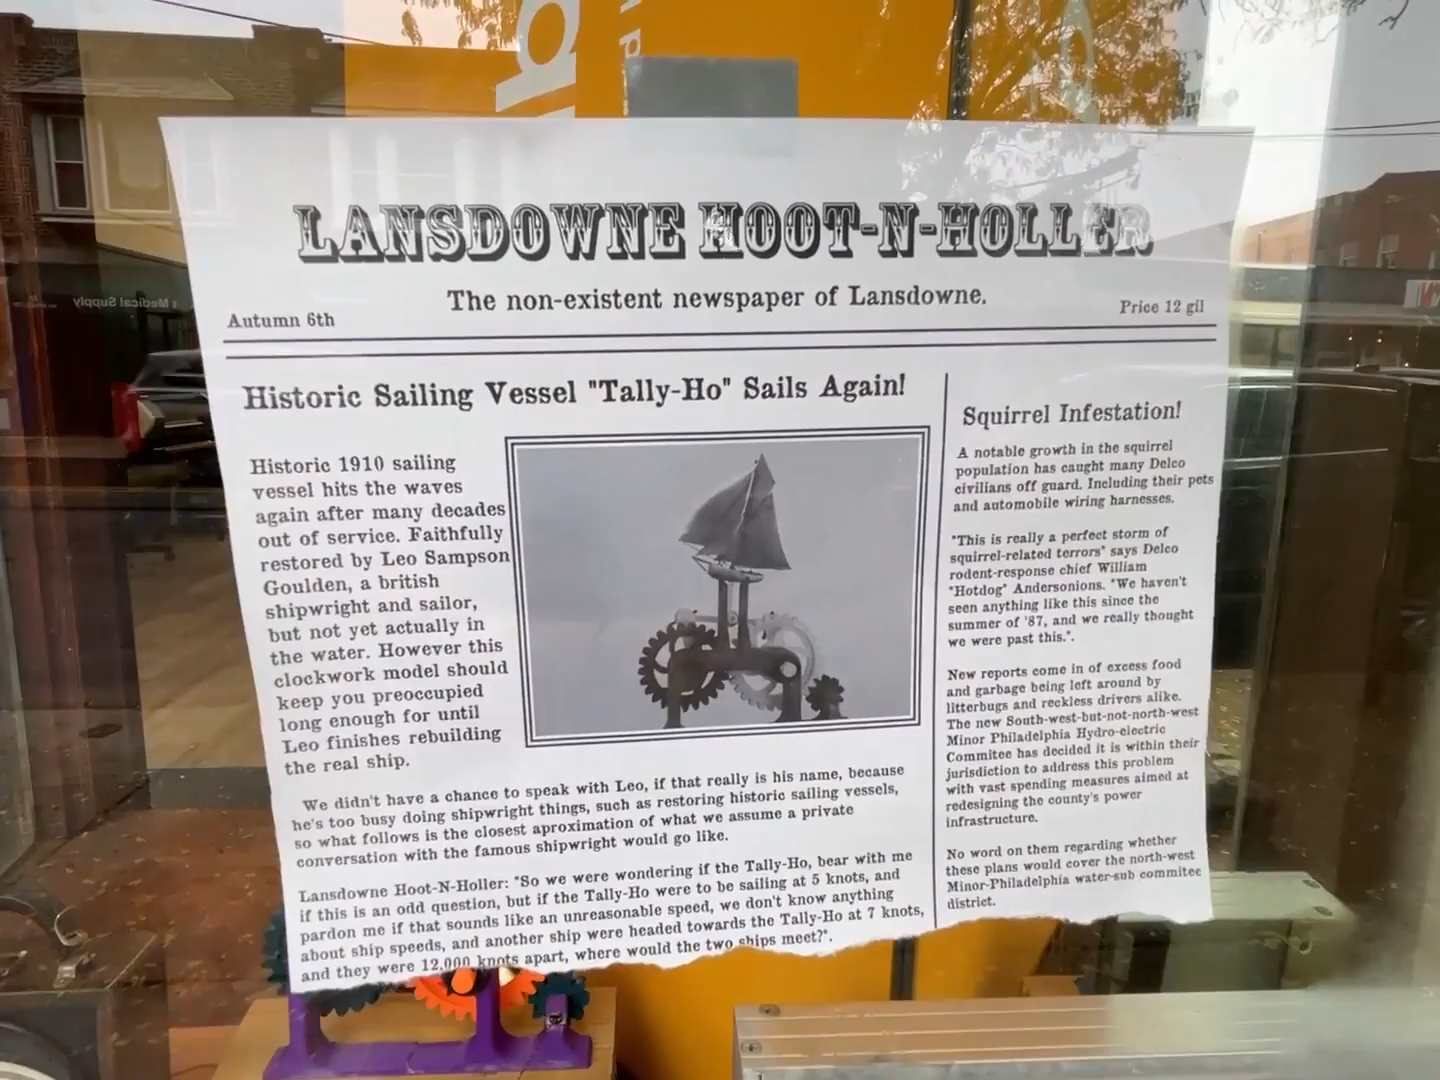 LANSDOWNE HOOT-N-HOLLER
The non-existent newspaper of Lansdowne.
Autumn 6th
Price 12 gil
Historic Sailing Vessel "Tally-Ho" Sails Again!
Historic 1910 sailing
vessel hits the waves
again after many decades
out of service. Faithfully
restored by Leo Sampson
Goulden, a british
shipwright and sailor,
but not yet actually in
the water. However this
clockwork model should
keep you preoccupied
long enough for until
Leo finishes rebuilding
the real ship.
We didn't have a chance to speak with Leo, if that really is his name, because
he's too busy doing shipwright things, such as restoring historic sailing vessels,
so what follows is the closest aproximation of what we assume a private
conversation with the famous shipwright would go like.
Lansdowne Hoot-N-Holler: "So we were wondering if the Tally-Ho, bear with me
if this is an odd question, but if the Tally-Ho were to be sailing at 5 knots, and
pardon me if that sounds like an unreasonable speed, we don't know anything
about ship speeds, and another ship were headed towards the Tally-Ho at 7 knots,
and they were 12,000 knots apart, where would the two ships meet?".
Squirrel Infestation!
A notable growth in the squirrel
population has caught many Delco
civilians off guard. Including their pets
and automobile wiring harnesses.
"This is really a perfect storm of
squirrel-related terrors" says Delco
rodent-response chief William
"Hotdog" Andersonions. "We haven't
seen anything like this since the
summer of '87, and we really thought
we were past this.".
New reports come in of excess food
and garbage being left around by
litterbugs and reckless drivers alike.
The new South-west-but-not-north-west
Minor Philadelphia Hydro-electric
Commitee has decided it is within their
jurisdiction to address this problem
with vast spending measures aimed at
redesigning the county's power
infrastructure.
No word on them regarding whether
these plans would cover the north-west
Minor-Philadelphia water-sub commitee
district.
Medical Supply